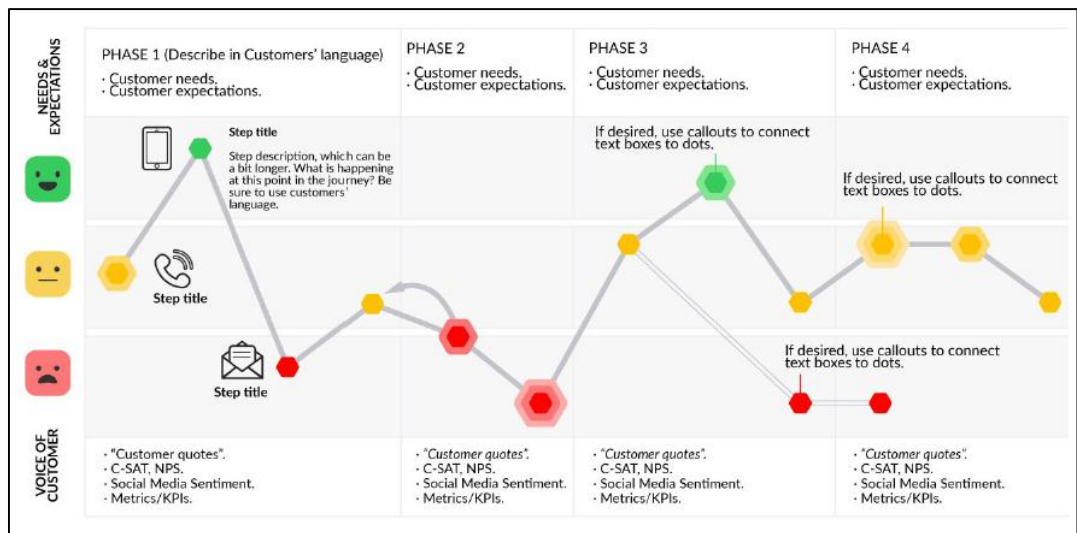 NEEDS &
EXPECTATIONS
PHASE 1 (Describe in Customers' language)
· Customer needs.
· Customer expectations.
PHASE 2
· Customer needs.
· Customer expectations.
PHASE 3
· Customer needs.
· Customer expectations.
PHASE 4
· Customer needs.
· Customer expectations.
Step title
Step description, which can be
a bit longer. What is happening
at this point in the journey? Be
sure to use customers'
language.
If desired, use callouts to connect
text boxes to dots.
If desired, use callouts to connect
text boxes to dots.
Step title
If desired, use callouts to connect
text boxes to dots.
Step title
VOICE OF
CUSTOMER
· "Customer quotes".
· C-SAT, NPS.
· Social Media Sentiment.
· Metrics/KPIs.
· "Customer quotes".
· C-SAT, NPS.
· Social Media Sentiment.
· Metrics/KPIs.
· "Customer quotes".
· C-SAT, NPS.
· Social Media Sentiment.
· Metrics/KPIs.
· "Customer quotes".
· C-SAT, NPS.
· Social Media Sentiment.
· Metrics/KPIs.